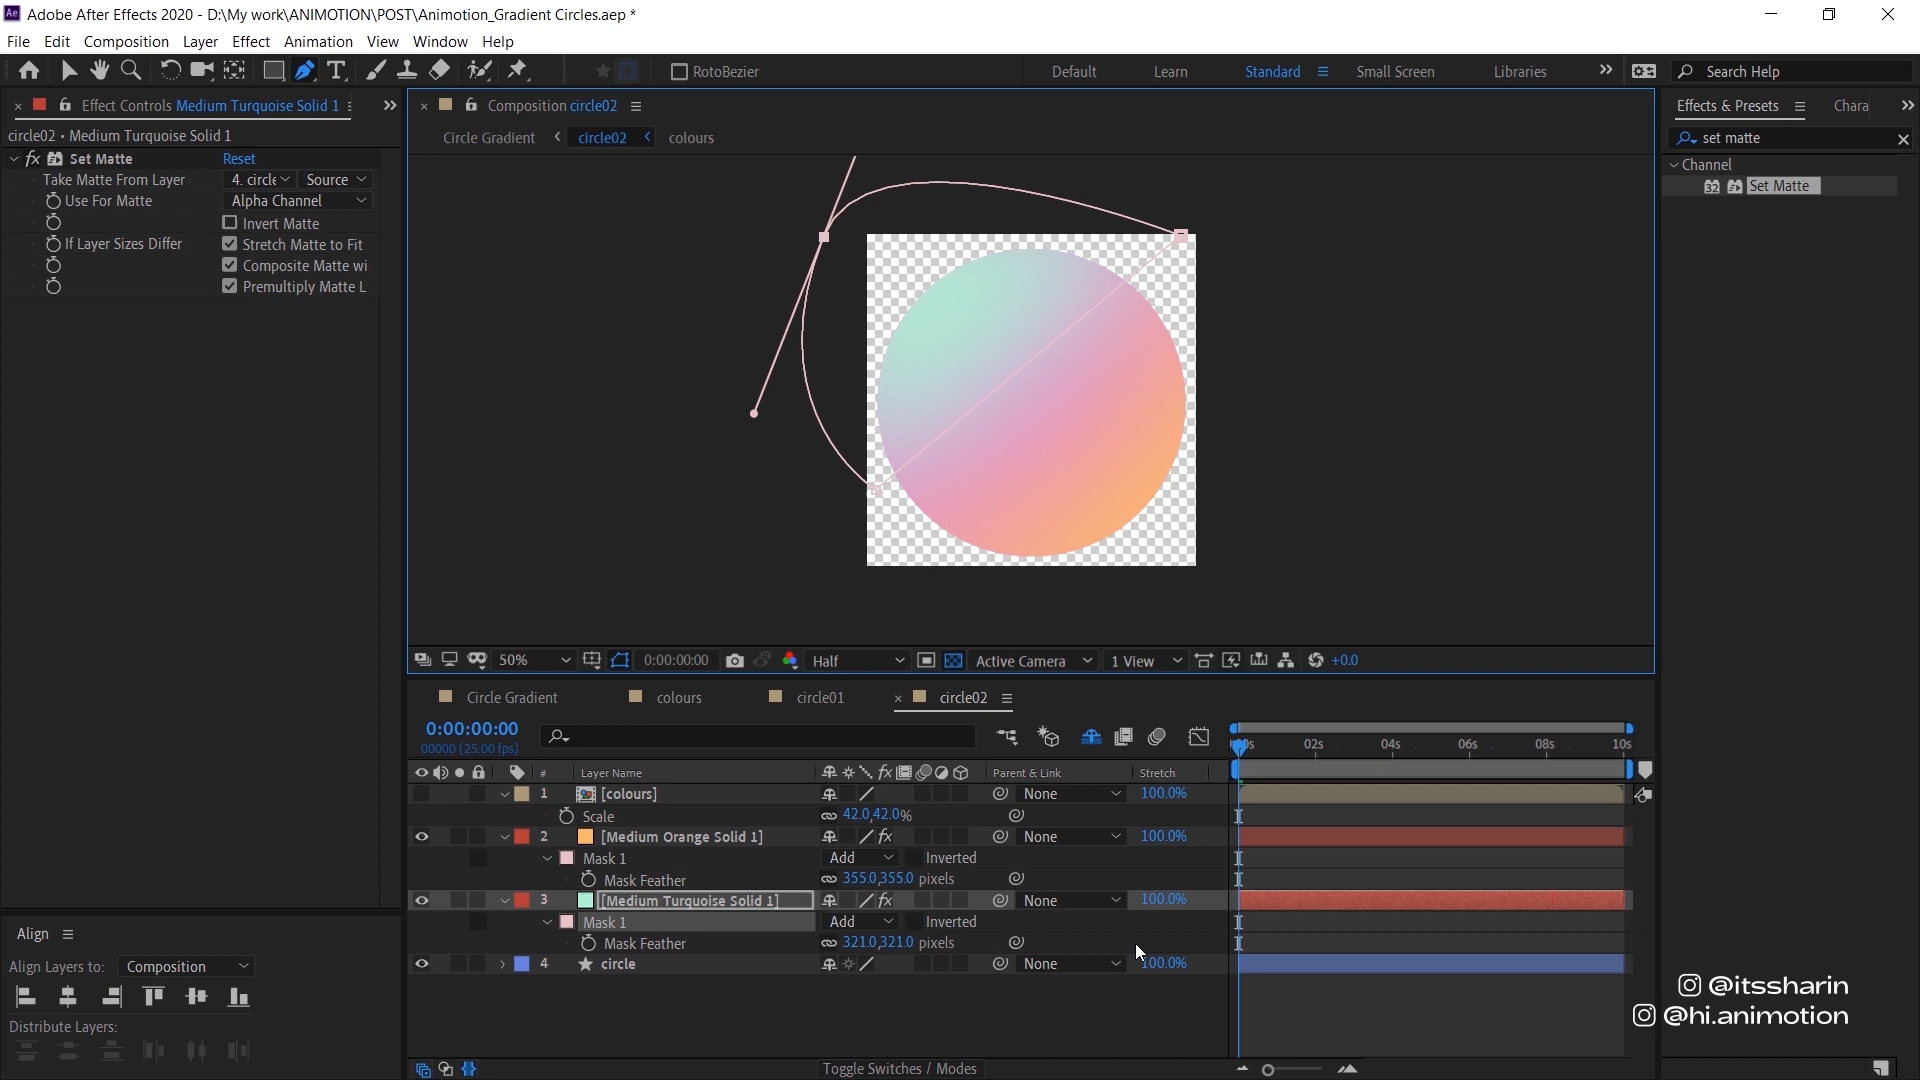 Adobe After Effects 2020 - D:\My work\ANIMOTION\POST\Animotion_Gradient Circles.aep *
File Edit Composition Layer Effect Animation View Window Help
RotoBezier Default Learn Standard Small Screen Libraries Search Help
Effect Controls Medium Turquoise Solid 1
circle02 • Medium Turquoise Solid 1
fx Set Matte Reset
Take Matte From Layer 4. circle Source
Use For Matte Alpha Channel
Invert Matte
If Layer Sizes Differ Stretch Matte to Fit
Composite Matte wi
Premultiply Matte L
Composition circle02
Circle Gradient circle02 colours
Effects & Presets Chara
set matte
Channel
32 Set Matte
50% 0:00:00:00 Half Active Camera 1 View +0.0
Circle Gradient colours circle01 circle02
0:00:00:00
00000 (25.00 fps)
02s 04s 06s 08s 10s
# Layer Name fx Parent & Link Stretch
1 [colours] None 100.0%
Scale 42.0,42.0%
2 [Medium Orange Solid 1] fx None 100.0%
Mask 1 Add Inverted
Mask Feather 355.0,355.0 pixels
3 [Medium Turquoise Solid 1] fx None 100.0%
Mask 1 Add Inverted
Mask Feather 321.0,321.0 pixels
4 circle None 100.0%
Toggle Switches / Modes
Align
Align Layers to: Composition
Distribute Layers:
@itssharin
@hi.animotion